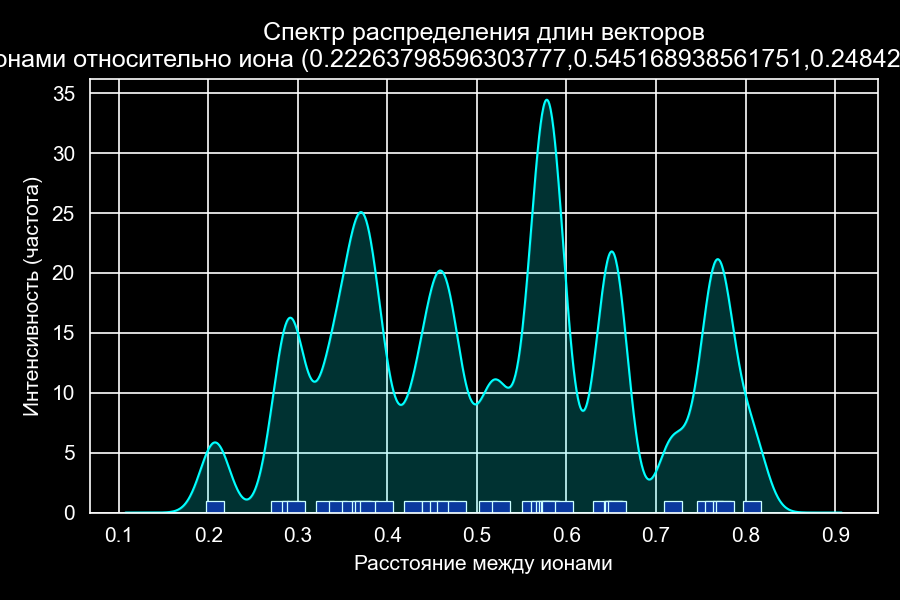 Спектр распределения длин векторов
онами относительно иона (0.22263798596303777,0.545168938561751,0.24842
35
30
25
20
15
10
5
0
Интенсивность (частота)
0.1 0.2 0.3 0.4 0.5 0.6 0.7 0.8 0.9
Расстояние между ионами